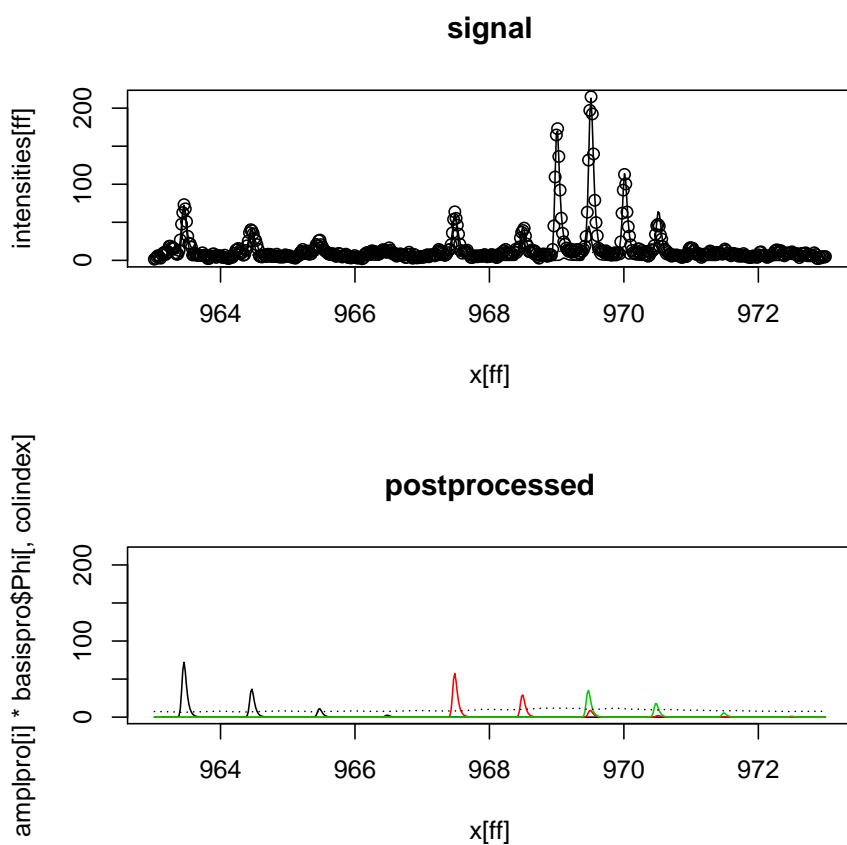 signal
intensities[ff]
200
100
0
964 966 968 970 972
x[ff]
postprocessed
amplpro[i] * basispro$Phi[, colindex]
200
100
0
964 966 968 970 972
x[ff]